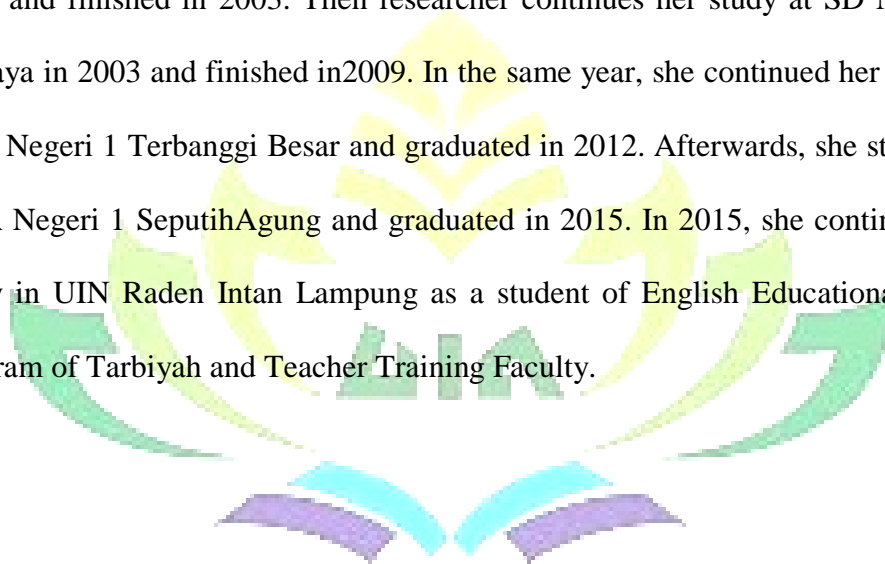 and finished in 2003. Then researcher continues her study at SD N
aya in 2003 and finished in2009. In the same year, she continued her
Negeri 1 Terbanggi Besar and graduated in 2012. Afterwards, she st
Negeri 1 SeputihAgung and graduated in 2015. In 2015, she contin
in UIN Raden Intan Lampung as a student of English Educationa
ram of Tarbiyah and Teacher Training Faculty.
UIN